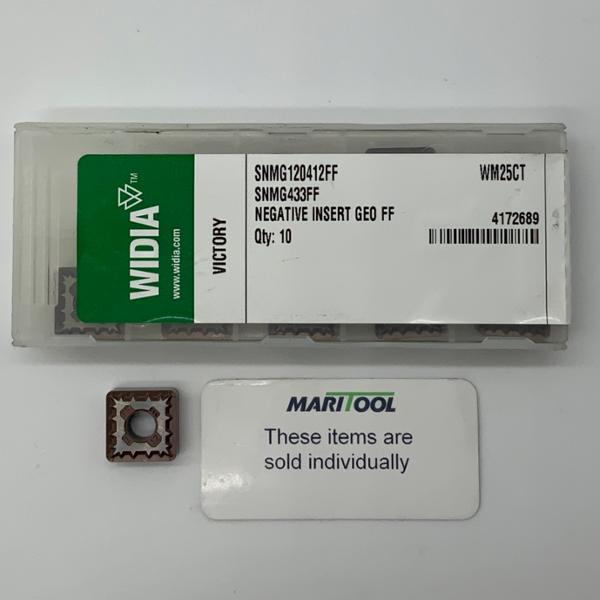 WIDIA™
www.widia.com
VICTORY
SNMG120412FF
WM25CT
SNMG433FF
NEGATIVE INSERT GEO FF
4172689
Qty: 10
MARITOOL
These items are
sold individually